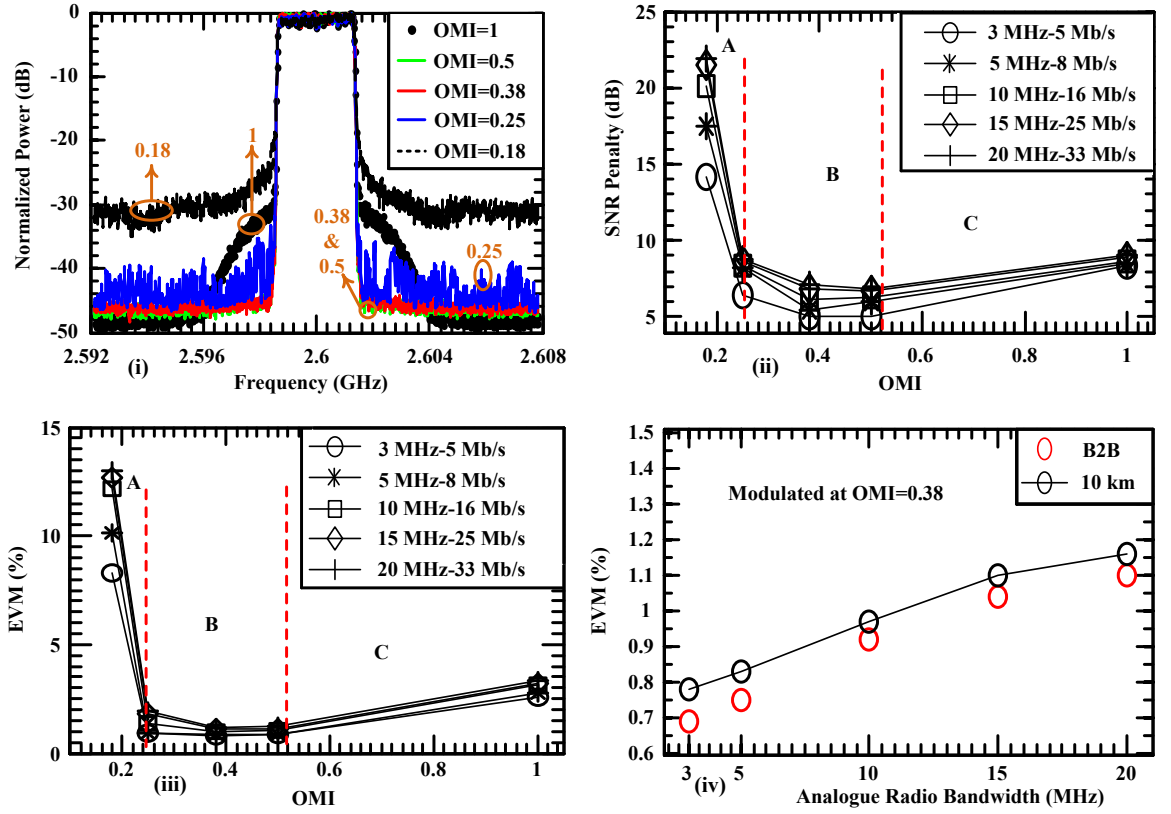 0
-10
-20
-30
-40
-50
Normalized Power (dB)
OMI=1
OMI=0.5
OMI=0.38
OMI=0.25
OMI=0.18
0.18
1
0.38
&
0.5
0.25
2.592
2.596
2.6
2.604
2.608
(i)
Frequency (GHz)
25
20
15
10
5
SNR Penalty (dB)
A
B
C
3 MHz-5 Mb/s
5 MHz-8 Mb/s
10 MHz-16 Mb/s
15 MHz-25 Mb/s
20 MHz-33 Mb/s
0.2
0.4
0.6
0.8
1
(ii)
OMI
15
10
5
0
EVM (%)
A
B
C
3 MHz-5 Mb/s
5 MHz-8 Mb/s
10 MHz-16 Mb/s
15 MHz-25 Mb/s
20 MHz-33 Mb/s
0.2
0.4
0.6
0.8
1
(iii)
OMI
1.5
1.4
1.3
1.2
1.1
1
0.9
0.8
0.7
0.6
EVM (%)
B2B
10 km
Modulated at OMI=0.38
3
5
10
15
20
(iv)
Analogue Radio Bandwidth (MHz)